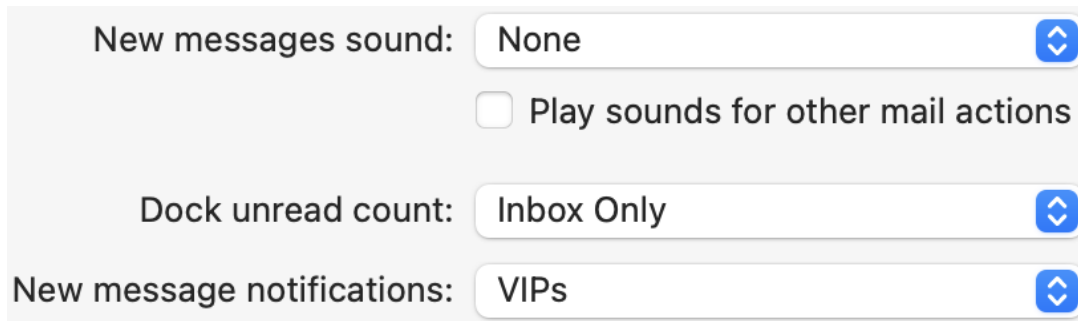 New messages sound: None
Play sounds for other mail actions
Dock unread count: Inbox Only
New message notifications: VIPs